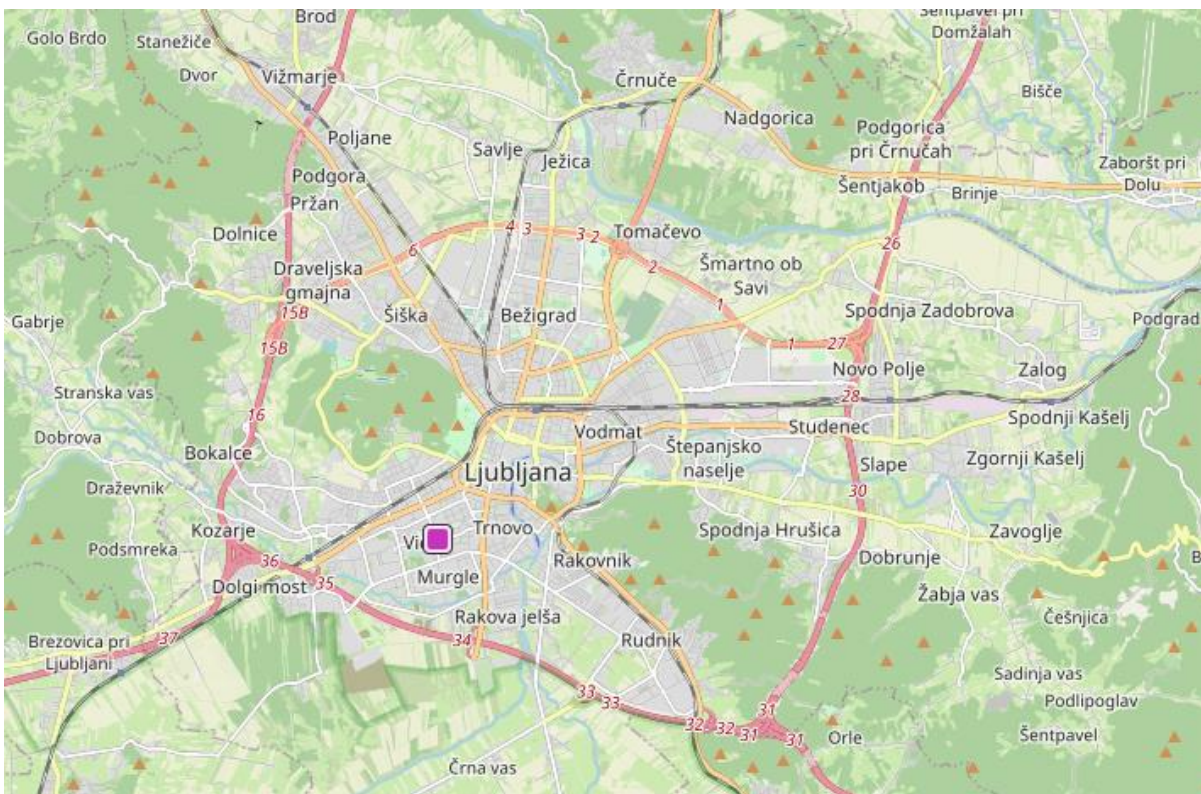 Šentpavel pri
Domžalah
Brod
Golo Brdo
Stanežiče
Dvor
Vižmarje
Črnuče
Bišče
Nadgorica
Podgorica
pri Črnučah
Poljane
Savlje
Ježica
Zaboršt pri
Dolu
Podgora
Šentjakob
Brinje
Pržan
Dolnice
4 3
3 2
Tomačevo
26
6
2
Šmartno ob
Savi
Draveljska
gmajna
1
15B
Šiška
Bežigrad
Spodnja Zadobrova
Gabrje
Podgrad
15B
1
27
Novo Polje
Zalog
Stranska vas
28
16
Spodnji Kašelj
Dobrova
Vodmat
Studenec
Bokalce
Štepanjsko
naselje
Slape
Zgornji Kašelj
Ljubljana
Draževnik
30
Kozarje
Trnovo
Spodnja Hrušica
Zavoglje
Podsmreka
36
Rakovnik
Dobrunje
35
Dolgi most
Murgle
Žabja vas
Rakova jelša
Češnjica
37
34
Rudnik
Brezovica pri
Ljubljani
Sadinja vas
33
33
Podlipoglav
31
32
32
31
31
Orle
Šentpavel
Črna vas